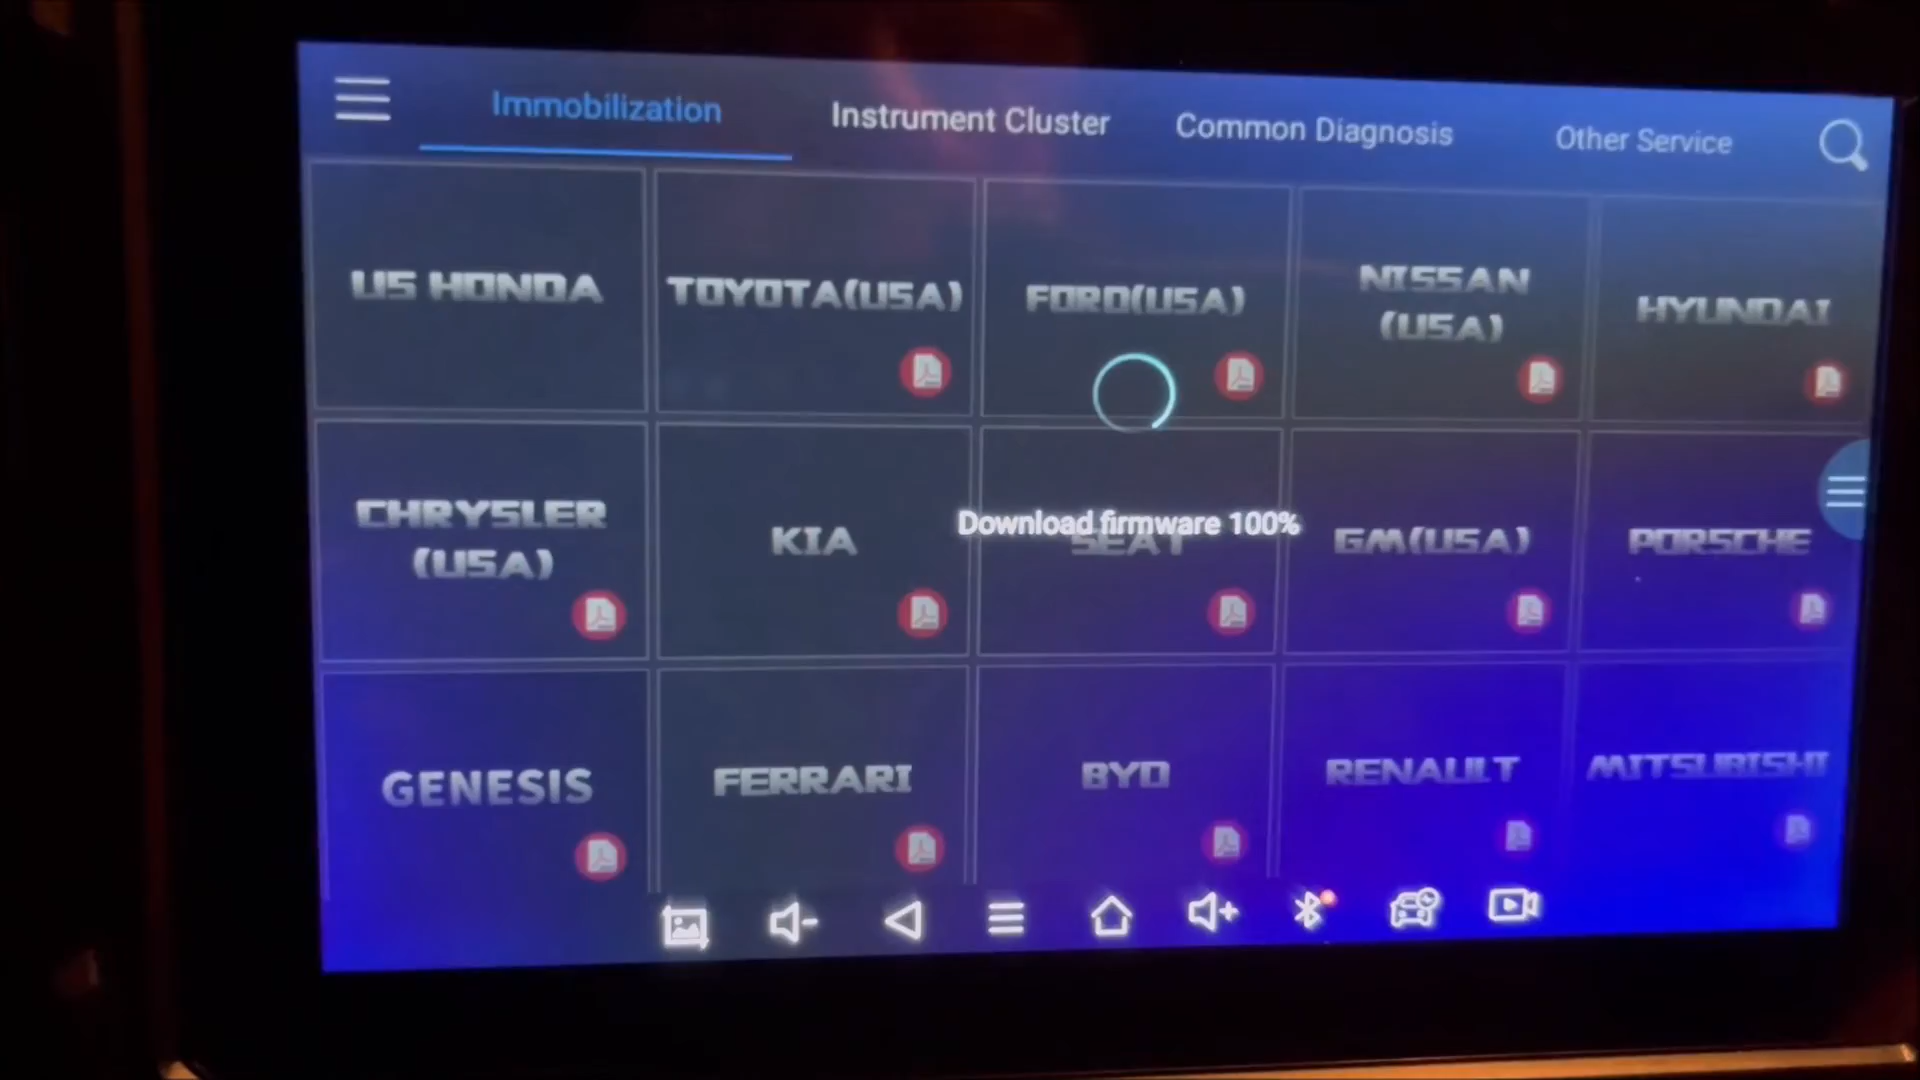 Immobilization
Instrument Cluster
Common Diagnosis
Other Service
US HONDA
TOYOTA(USA)
FORD(USA)
NISSAN
(USA)
HYUNDAI
CHRYSLER
(USA)
KIA
Download firmware 100%
SEAT
GM(USA)
PORSCHE
GENESIS
FERRARI
BYD
RENAULT
MITSUBISHI